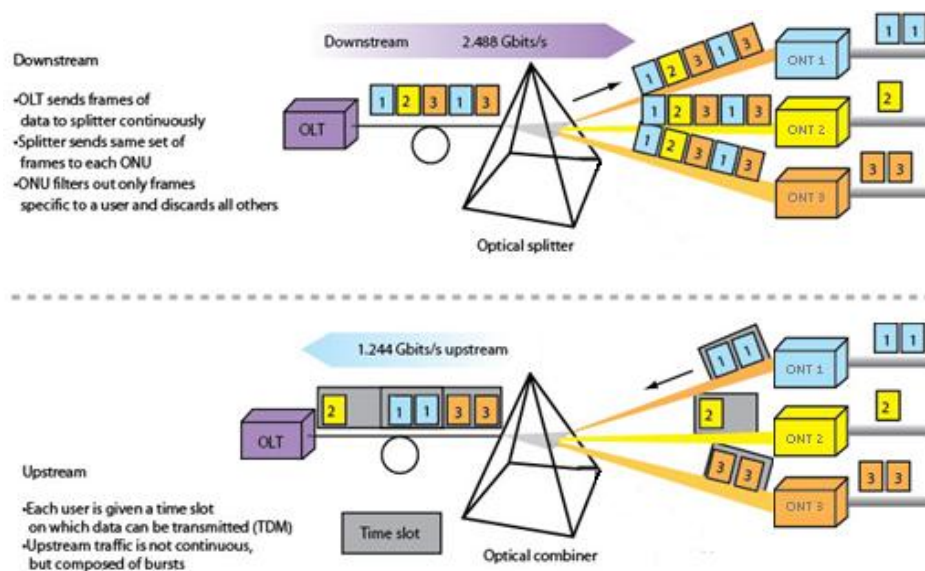 Downstream 2.488 Gbits/s
Downstream
•OLT sends frames of
data to splitter continuously
•Splitter sends same set of
frames to each ONU
•ONU filters out only frames
specific to a user and discards all others
OLT
1 2 3 1 3
Optical splitter
1 2 3 1 3
1 2 3 1 3
1 2 3 1 3
ONT 1
1 1
ONT 2
2
ONT 3
3 3
1.244 Gbits/s upstream
OLT
2 1 1 3 3
Optical combiner
Time slot
1 1
2
3 3
ONT 1
1 1
ONT 2
2
ONT 3
3 3
Upstream
•Each user is given a time slot
on which data can be transmitted (TDM)
•Upstream traffic is not continuous,
but composed of bursts